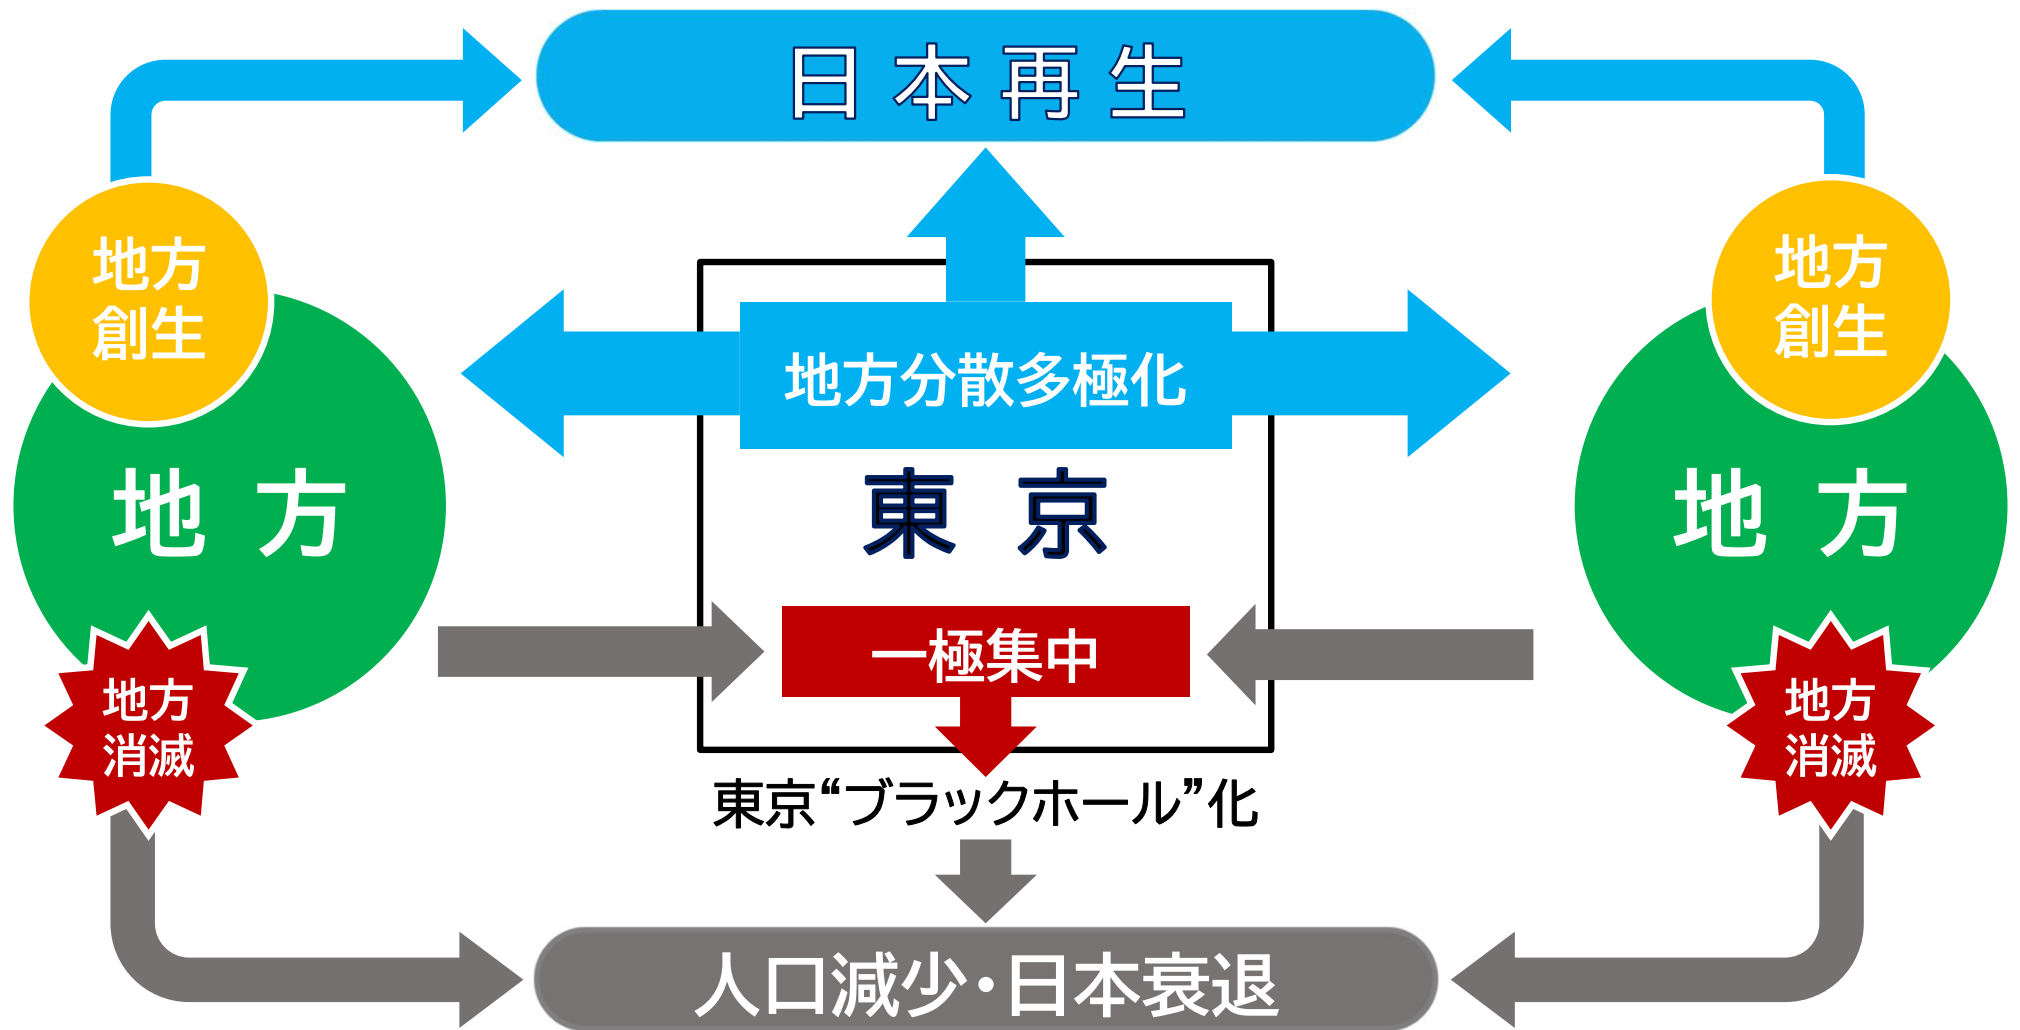 日本再生
地方
創生
地方
創生
地方分散多極化
地方
東京
地方
一極集中
地方
消滅
地方
消滅
東京“ブラックホール”化
人口減少・日本衰退